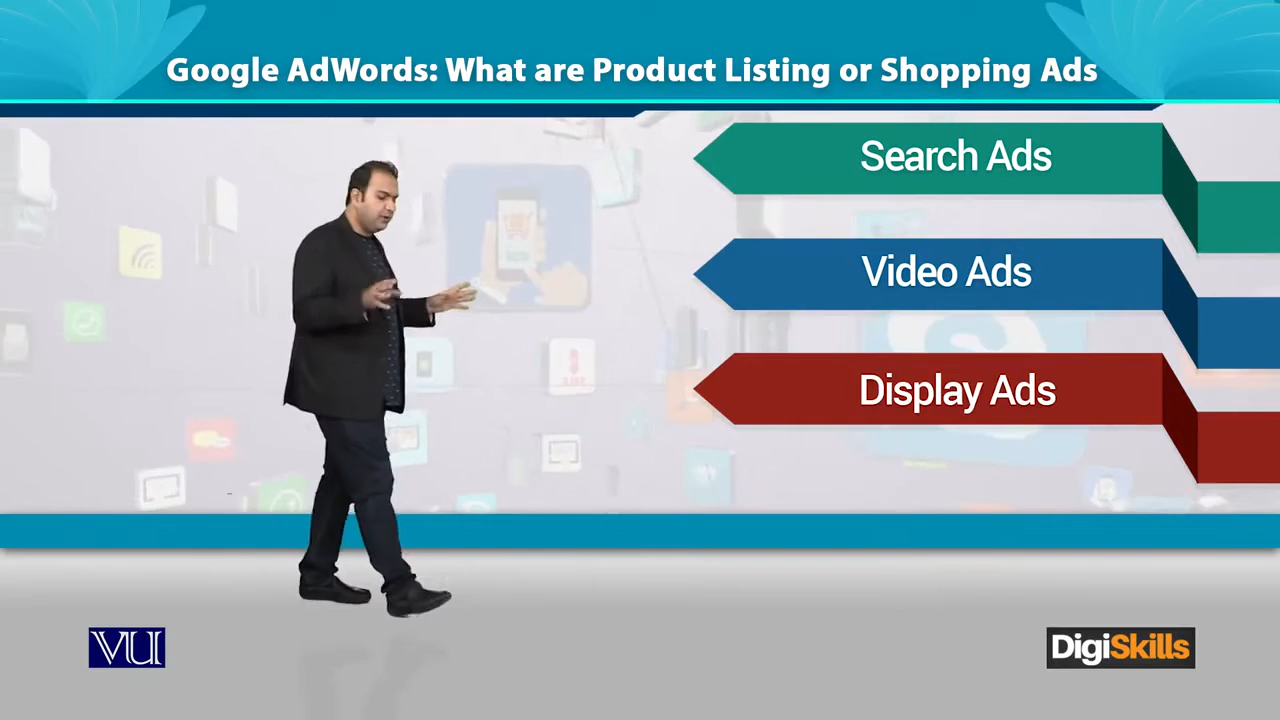 Google AdWords: What are Product Listing or Shopping Ads
Search Ads
Video Ads
Display Ads
VU
DigiSkills